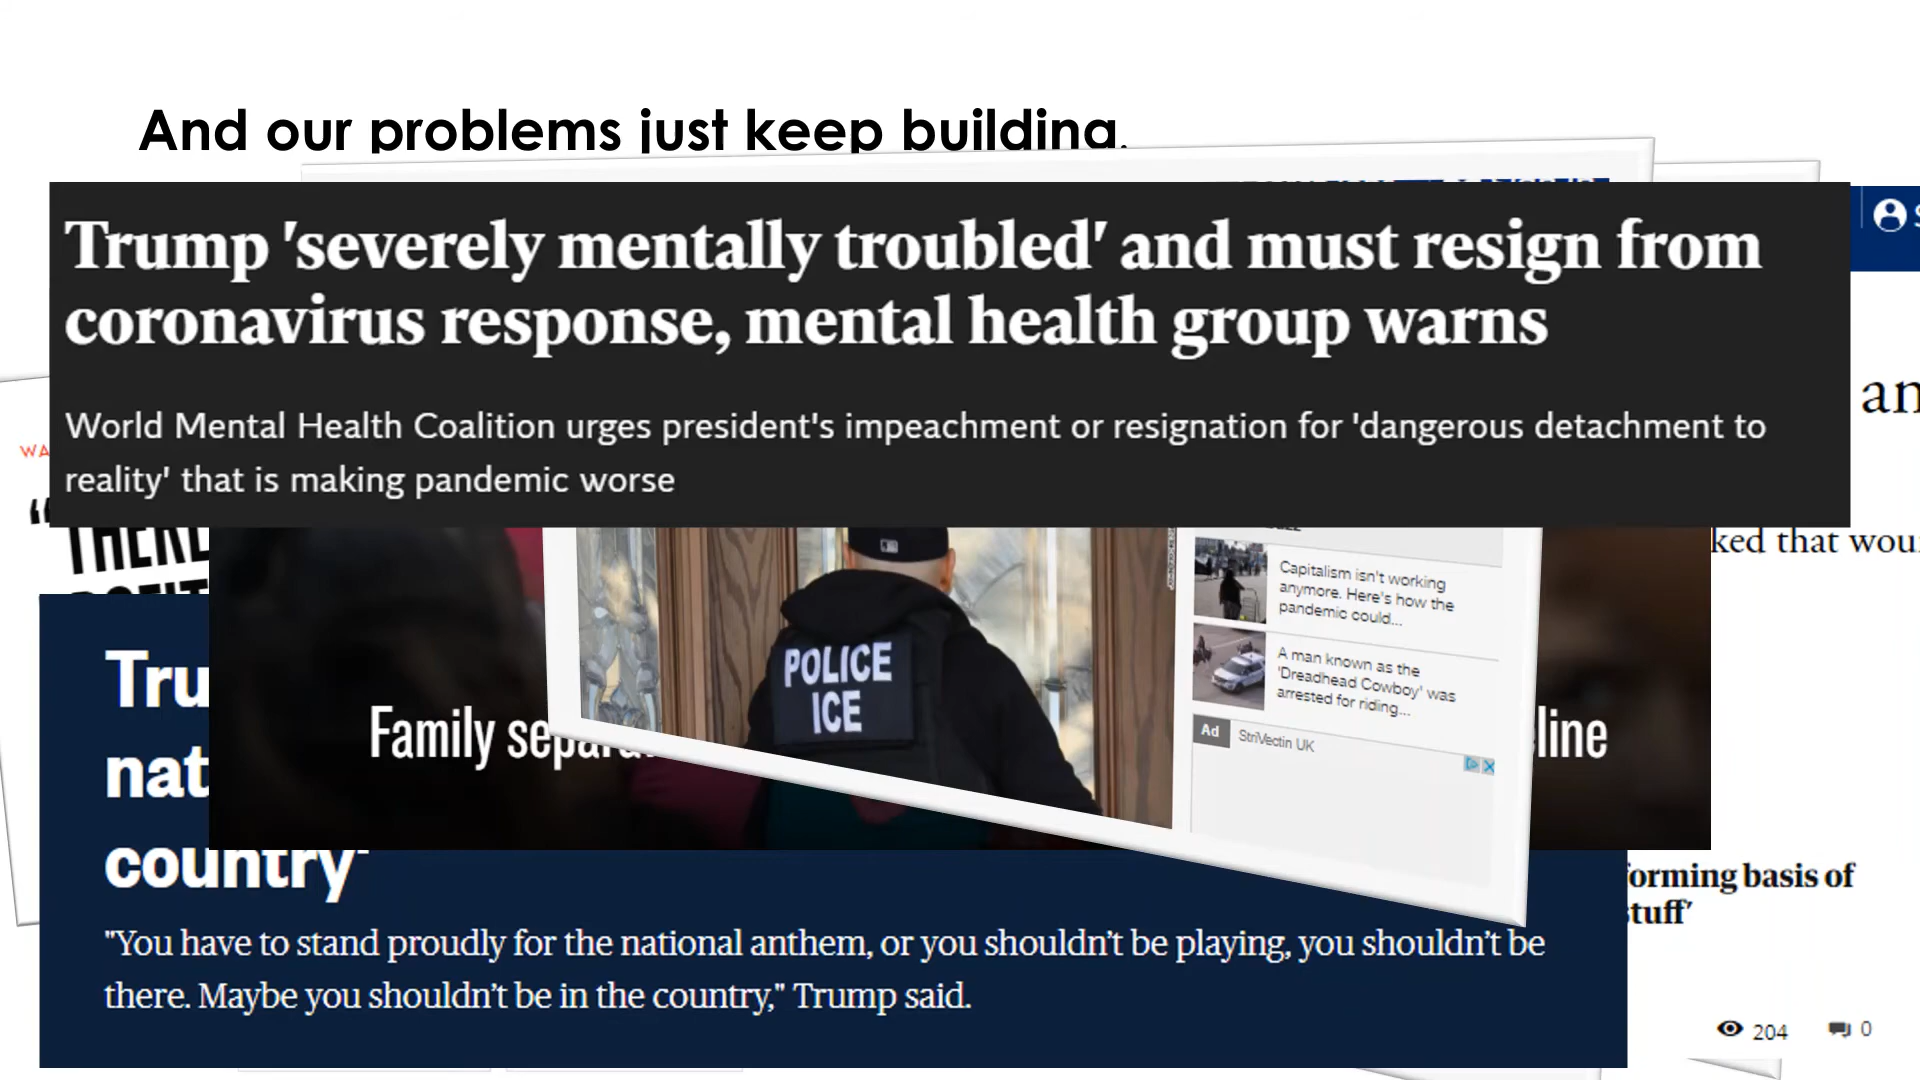 And our problems just keep building.
Trump 'severely mentally troubled' and must resign from
coronavirus response, mental health group warns
World Mental Health Coalition urges president's impeachment or resignation for 'dangerous detachment to
reality' that is making pandemic worse
WA
an
“THERE
ked that wou
Capitalism isn't working
anymore. Here's how the
pandemic could...
A man known as the
'Dreadhead Cowboy' was
arrested for riding...
Ad StriVectin UK
POLICE
ICE
Family separa
line
Tru
nat
country'
forming basis of
stuff'
"You have to stand proudly for the national anthem, or you shouldn’t be playing, you shouldn’t be
there. Maybe you shouldn’t be in the country," Trump said.
204 0